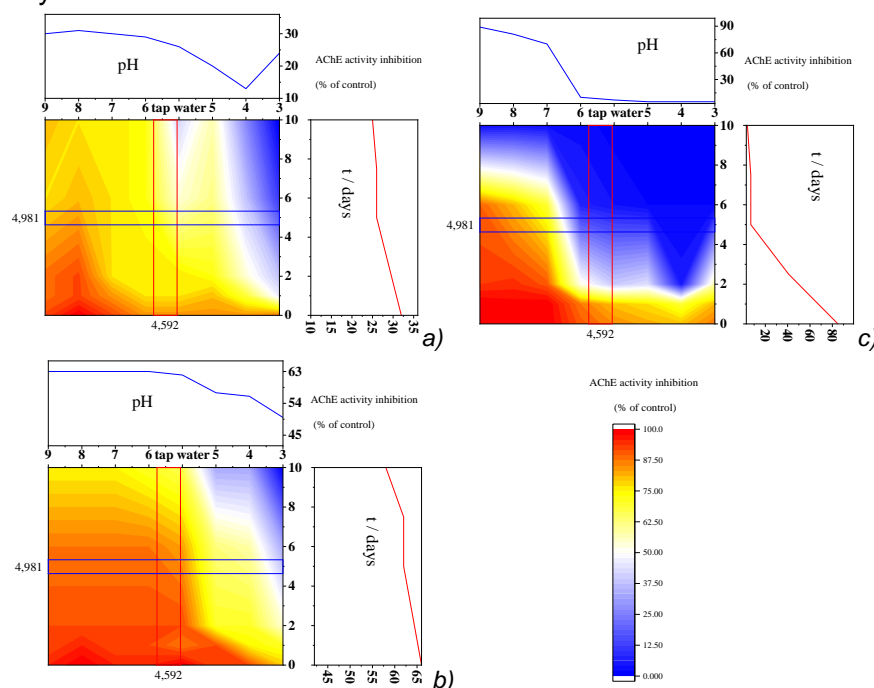 30
20
10
pH
AChE activity inhibition
(% of control)
9 8 7 6 tap water 5 4 3
10
8
6
4
2
0
4,981
4,592
t / days
10 15 20 25 30 35
a)
90
60
30
pH
AChE activity inhibition
(% of control)
9 8 7 6 tap water 5 4 3
10
8
6
4
2
0
4,981
4,592
t / days
20 40 60 80
c)
63
54
45
pH
AChE activity inhibition
(% of control)
9 8 7 6 tap water 5 4 3
10
8
6
4
2
0
4,981
4,592
t / days
45 50 55 60 65
b)
AChE activity inhibition
(% of control)
100.0
87.50
75.00
62.50
50.00
37.50
25.00
12.50
0.000